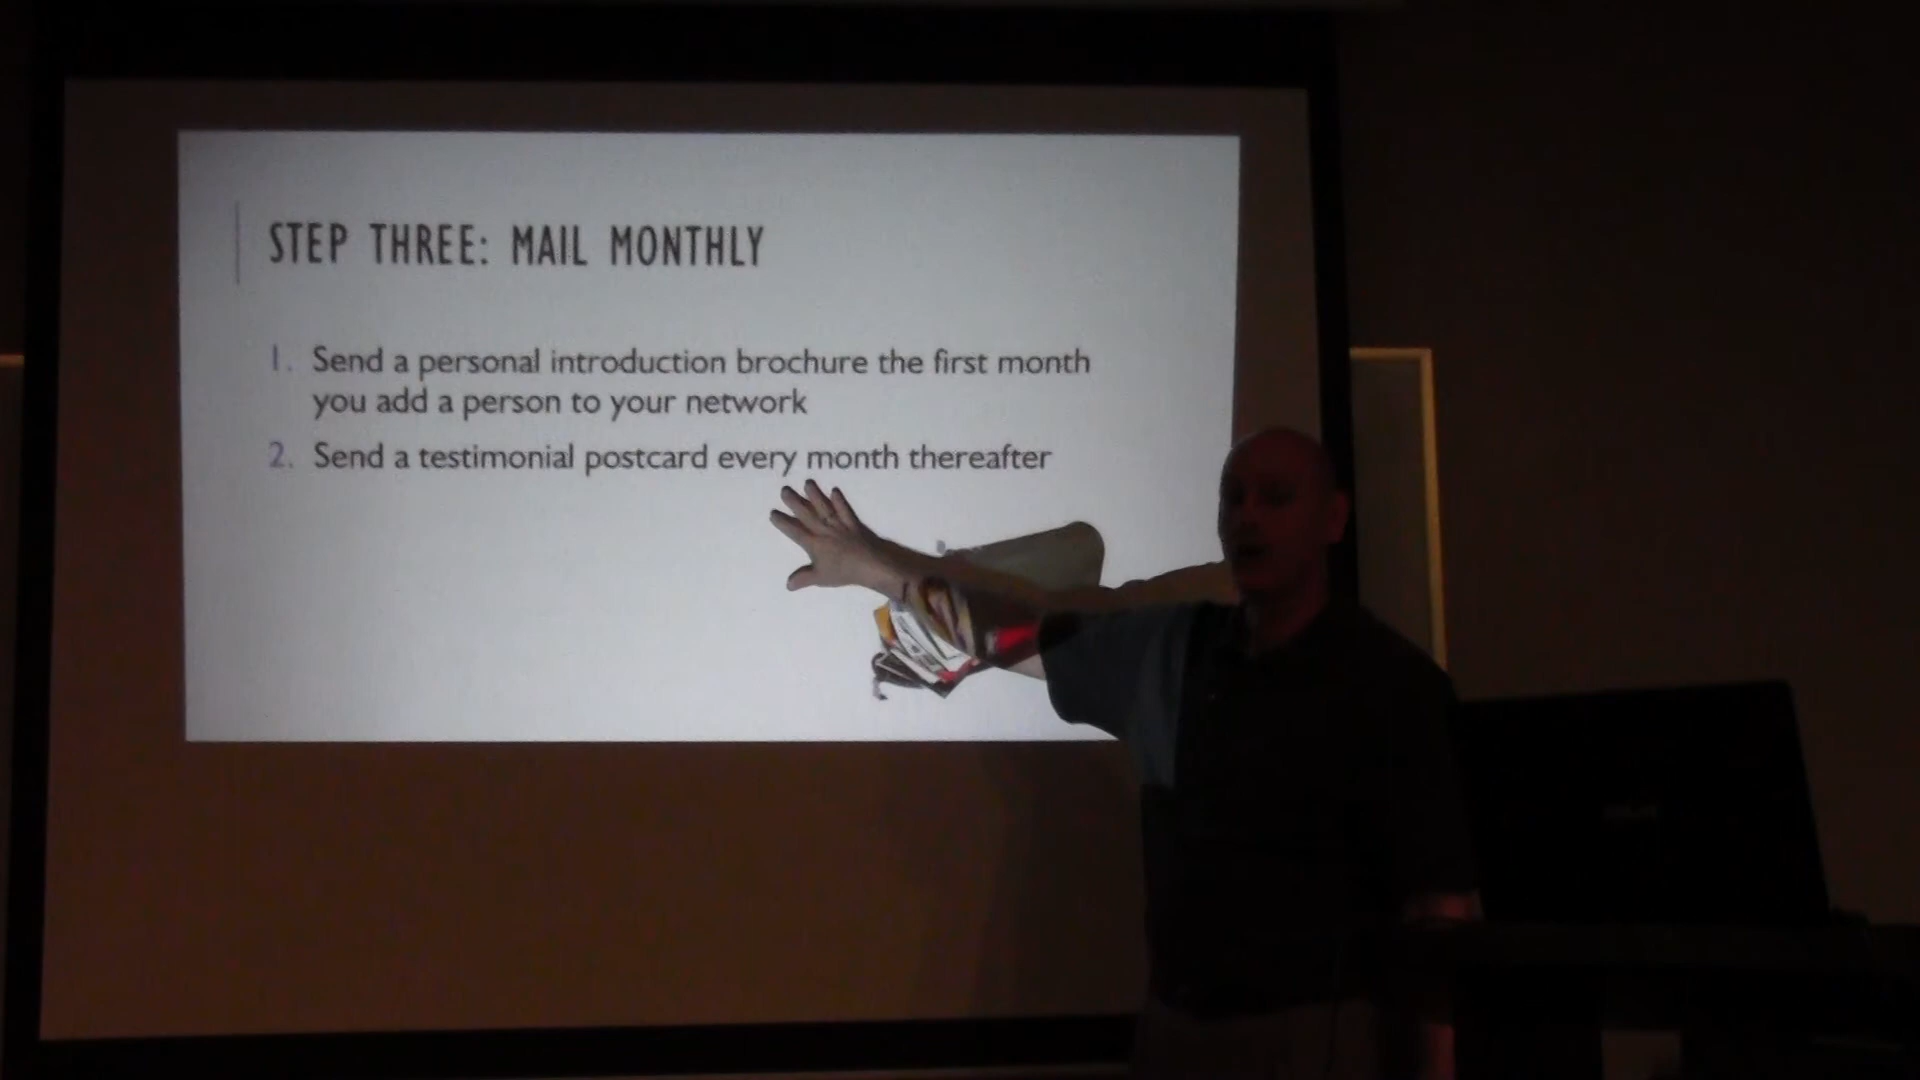 STEP THREE: MAIL MONTHLY
1. Send a personal introduction brochure the first month
you add a person to your network
2. Send a testimonial postcard every month thereafter